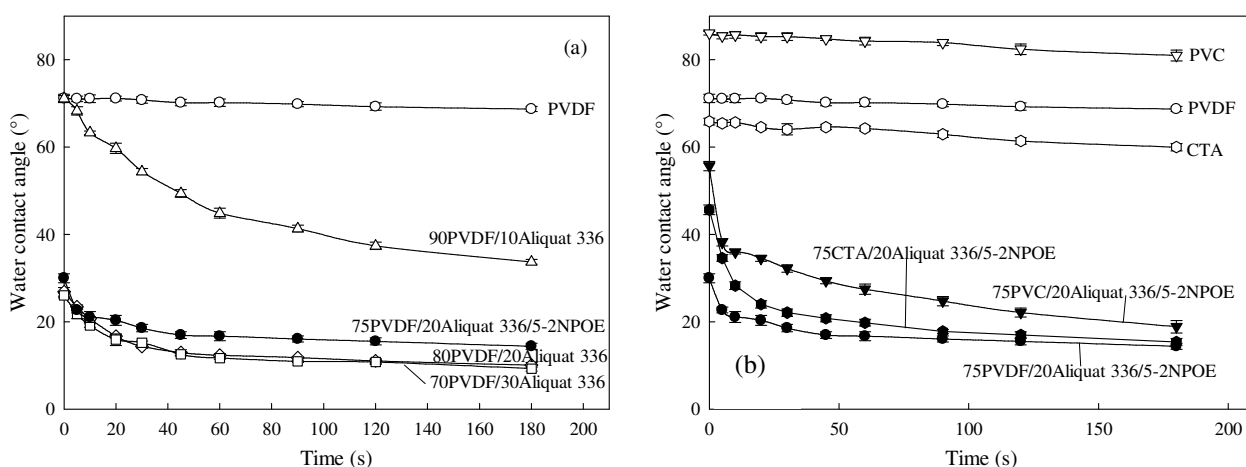 (a)
80
60
40
20
0
Water contact angle (°)
PVDF
90PVDF/10Aliquat 336
75PVDF/20Aliquat 336/5-2NPOE
80PVDF/20Aliquat 336
70PVDF/30Aliquat 336
0 20 40 60 80 100 120 140 160 180 200
Time (s)
(b)
80
60
40
20
0
Water contact angle (°)
PVC
PVDF
CTA
75CTA/20Aliquat 336/5-2NPOE
75PVC/20Aliquat 336/5-2NPOE
75PVDF/20Aliquat 336/5-2NPOE
0 50 100 150 200
Time (s)